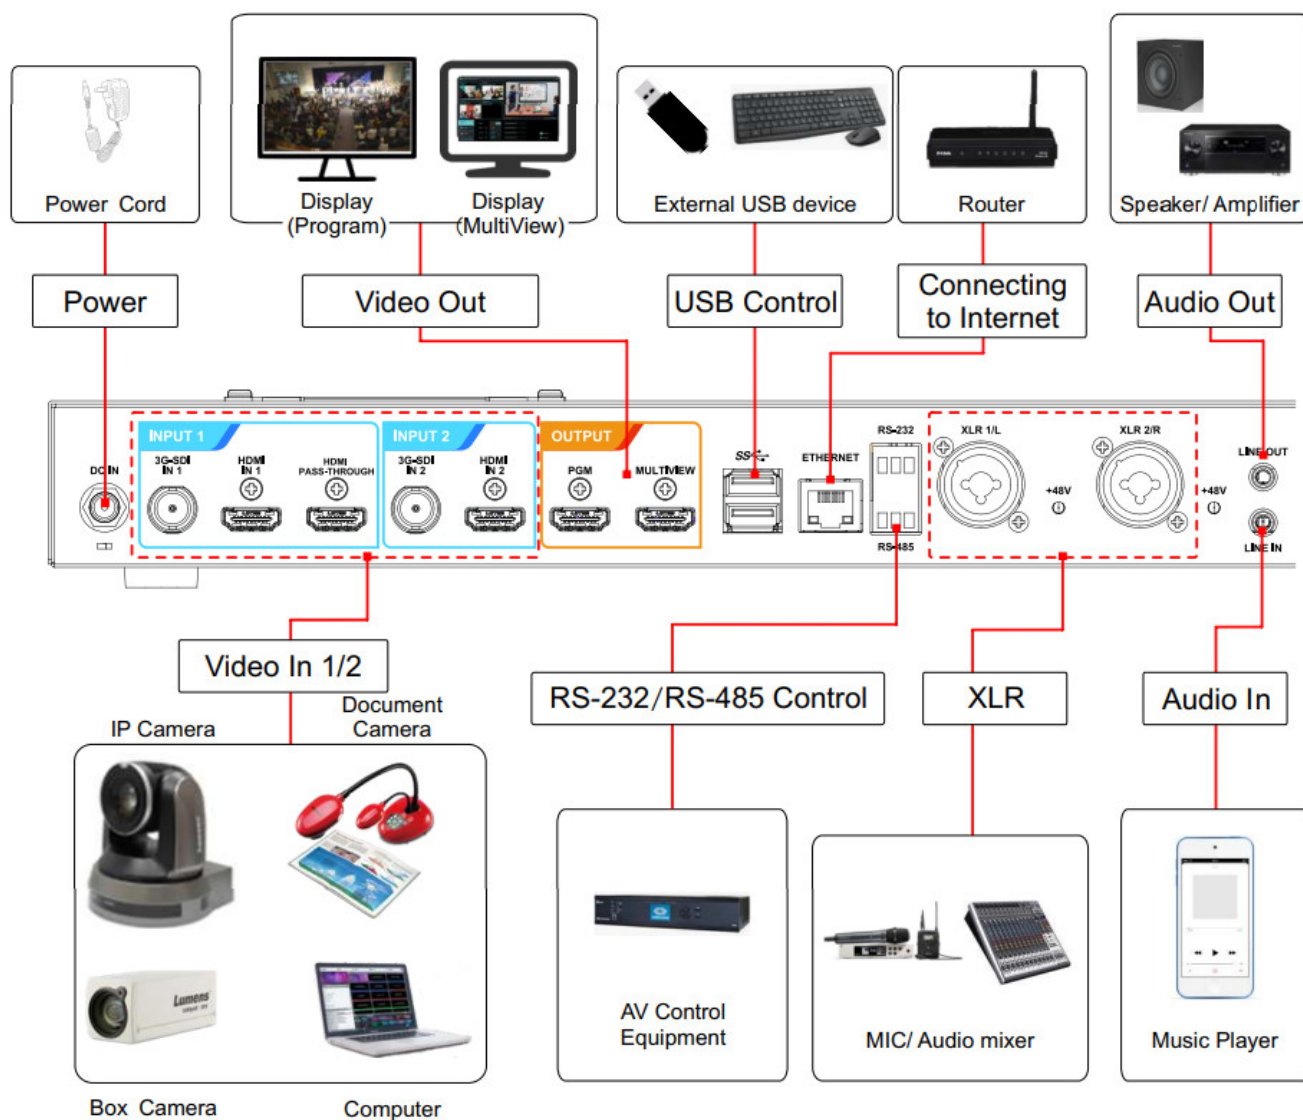 Power Cord
Display
(Program)
Display
(MultiView)
External USB device
Router
Speaker/ Amplifier
Power
Video Out
USB Control
Connecting
to Internet
Audio Out
DC IN
INPUT 1
3G-SDI
IN 1
HDMI
IN 1
HDMI
PASS-THROUGH
INPUT 2
3G-SDI
IN 2
HDMI
IN 2
OUTPUT
PGM
MULTIVIEW
SS
ETHERNET
RS-232
RS-485
XLR 1/L
+48V
XLR 2/R
+48V
LINE OUT
LINE IN
Video In 1/2
RS-232/RS-485 Control
XLR
Audio In
IP Camera
Document
Camera
Lumens
Box Camera
Computer
AV Control
Equipment
MIC/ Audio mixer
Music Player